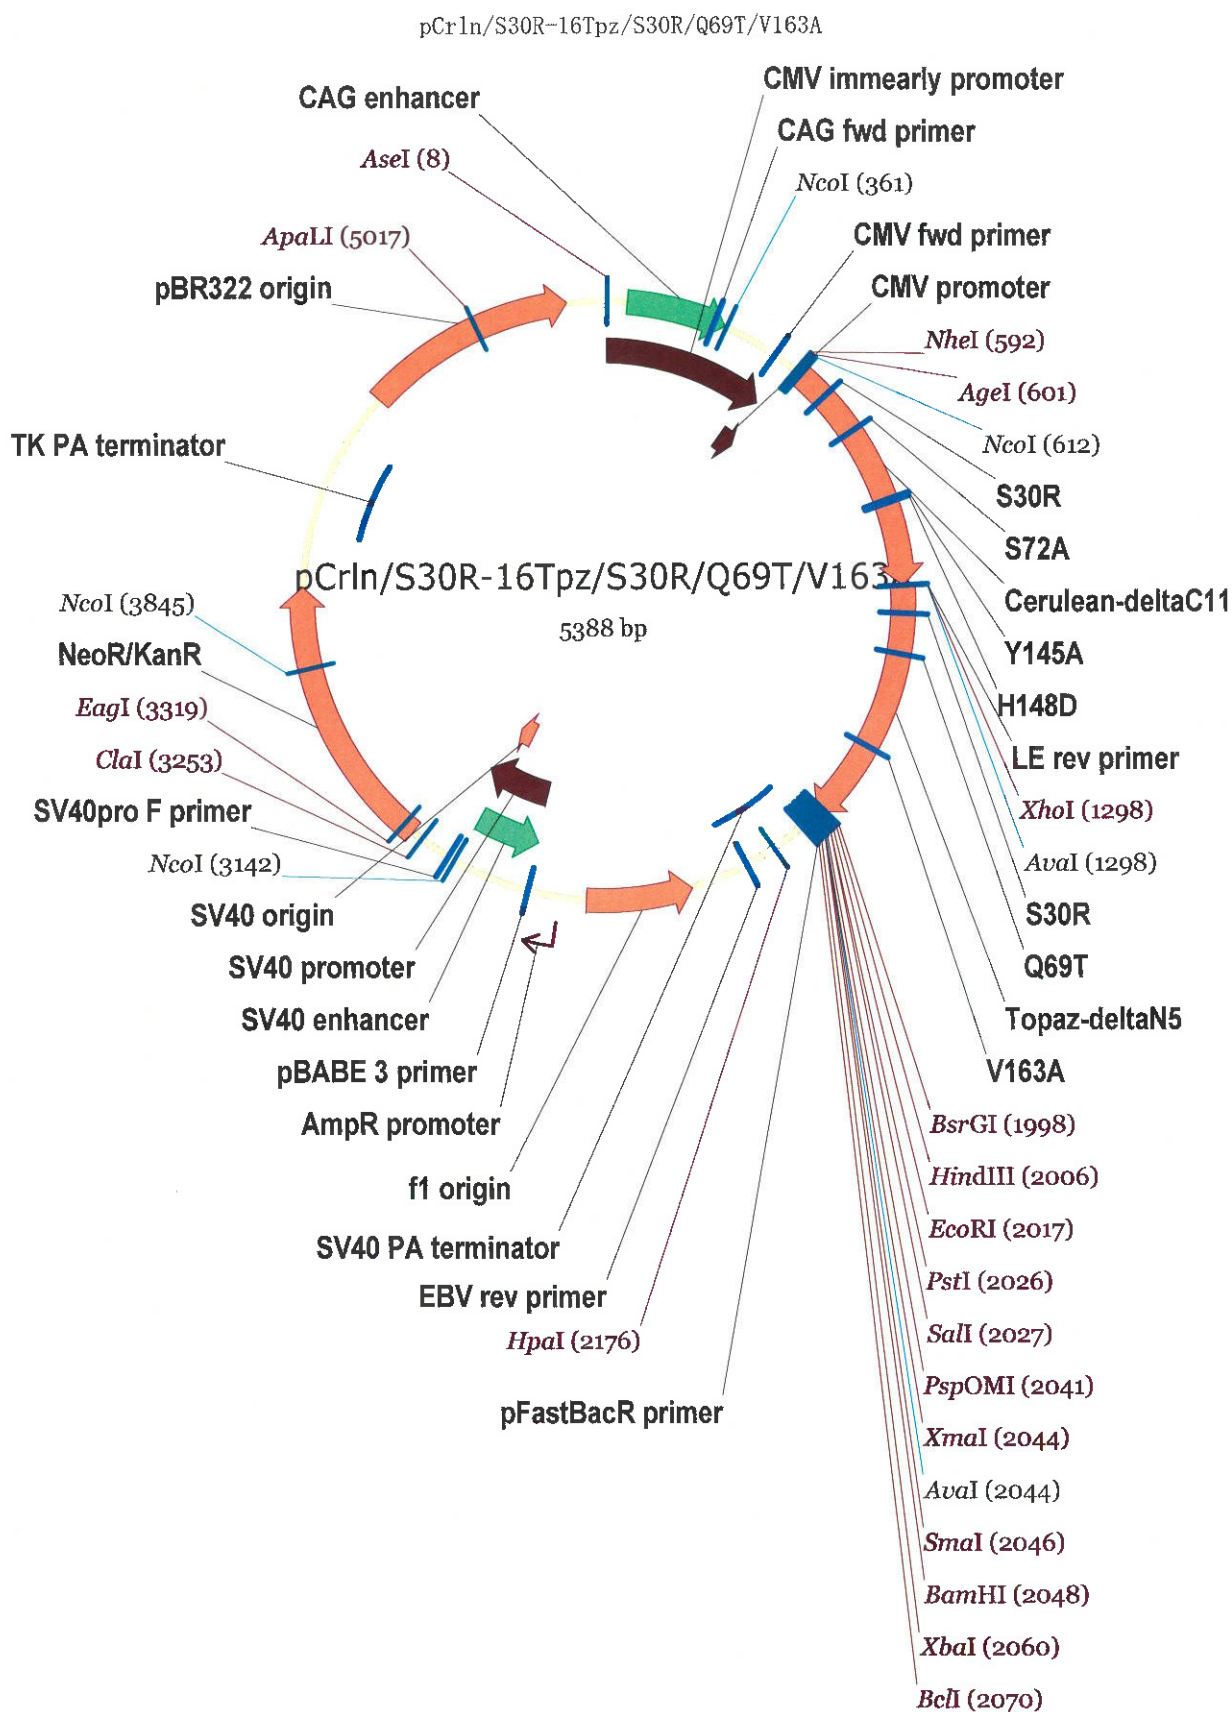 pCrln/S30R-16Tpz/S30R/Q69T/V163A
CMV immearly promoter
CAG enhancer
CAG fwd primer
AseI (8)
NcoI (361)
ApaLI (5017)
CMV fwd primer
pBR322 origin
CMV promoter
NheI (592)
AgeI (601)
TK PA terminator
NcoI (612)
S30R
S72A
pCrln/S30R-16Tpz/S30R/Q69T/V163
5388 bp
Cerulean-deltaC11
NcoI (3845)
NeoR/KanR
Y145A
EagI (3319)
H148D
ClaI (3253)
LE rev primer
SV40pro F primer
XhoI (1298)
NcoI (3142)
AvaI (1298)
SV40 origin
S30R
SV40 promoter
Q69T
SV40 enhancer
Topaz-deltaN5
pBABE 3 primer
V163A
AmpR promoter
BsrGI (1998)
f1 origin
HindIII (2006)
SV40 PA terminator
EcoRI (2017)
EBV rev primer
PstI (2026)
HpaI (2176)
SalI (2027)
pFastBacR primer
PspOMI (2041)
XmaI (2044)
AvaI (2044)
SmaI (2046)
BamHI (2048)
XbaI (2060)
BclI (2070)